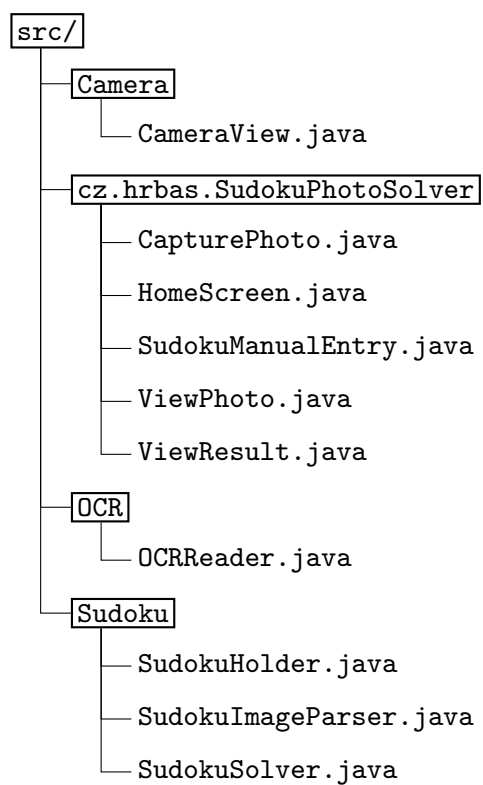 src/
Camera
CameraView.java
cz.hrbas.SudokuPhotoSolver
CapturePhoto.java
HomeScreen.java
SudokuManualEntry.java
ViewPhoto.java
ViewResult.java
OCR
OCRReader.java
Sudoku
SudokuHolder.java
SudokuImageParser.java
SudokuSolver.java